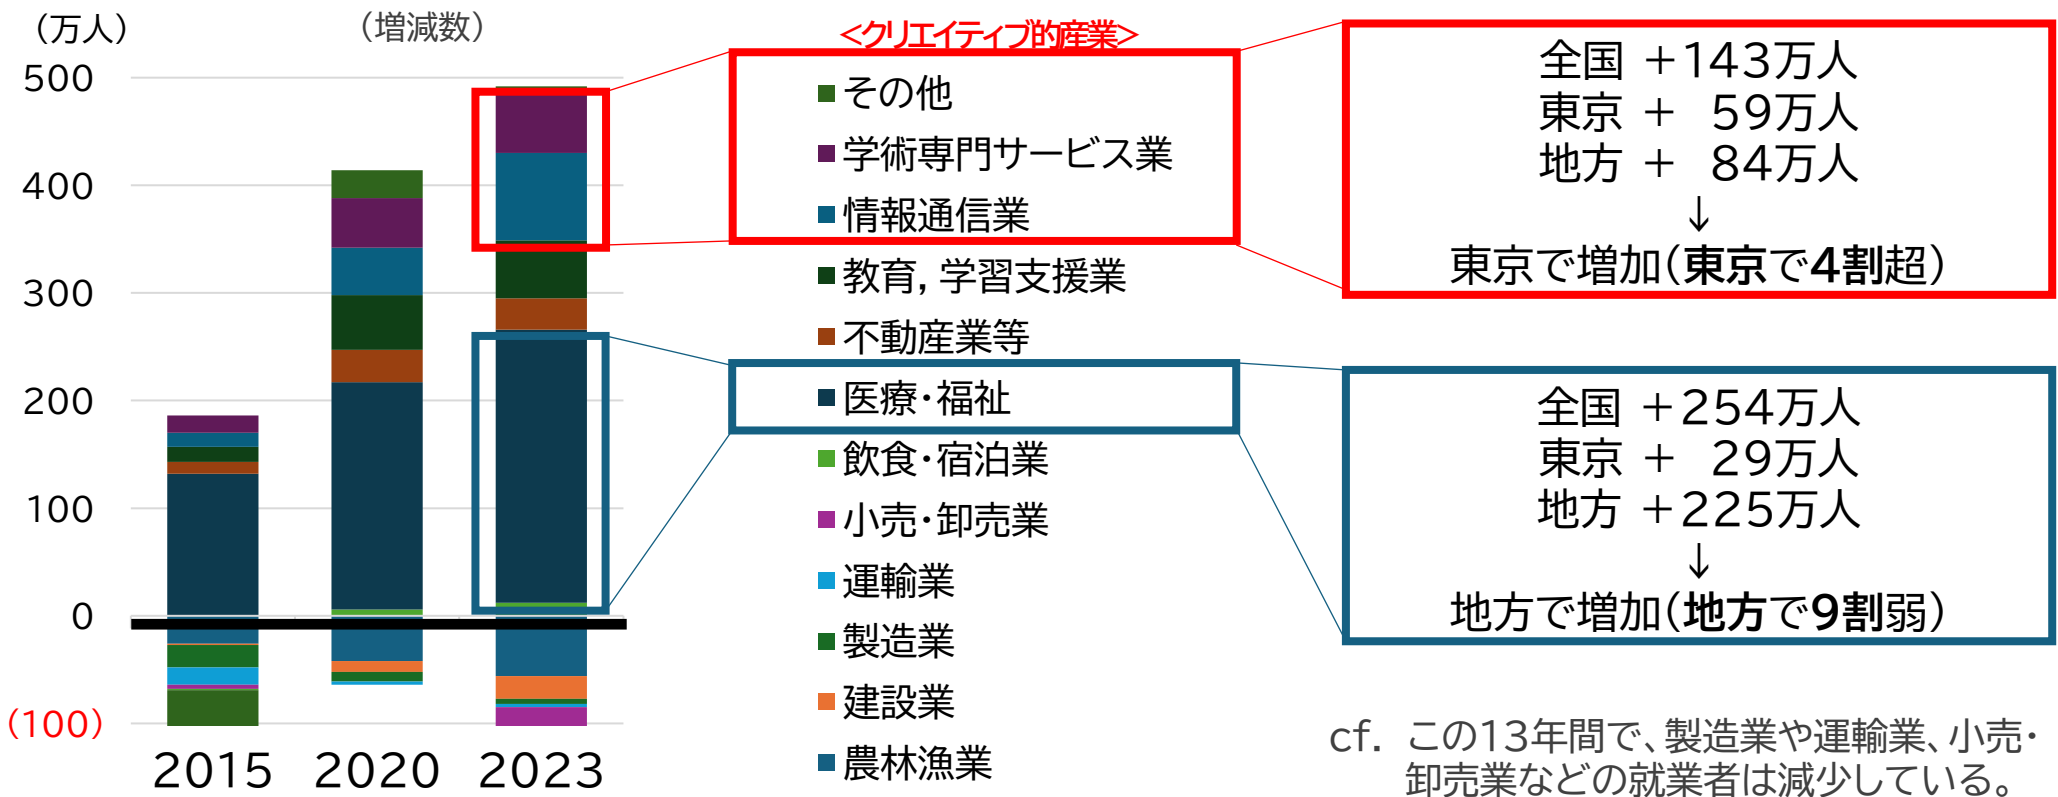 （万人）
（増減数）
500
400
300
200
100
0
（100）
2015
2020
2023
<クリエイティブ的産業>
その他
学術専門サービス業
情報通信業
教育，学習支援業
不動産業等
医療・福祉
飲食・宿泊業
小売・卸売業
運輸業
製造業
建設業
農林漁業
全国 ＋143万人
東京 ＋ 59万人
地方 ＋ 84万人
↓
東京で増加（東京で4割超）
全国 ＋254万人
東京 ＋ 29万人
地方 ＋225万人
↓
地方で増加（地方で9割弱）
cf. この13年間で、製造業や運輸業、小売・
卸売業などの就業者は減少している。